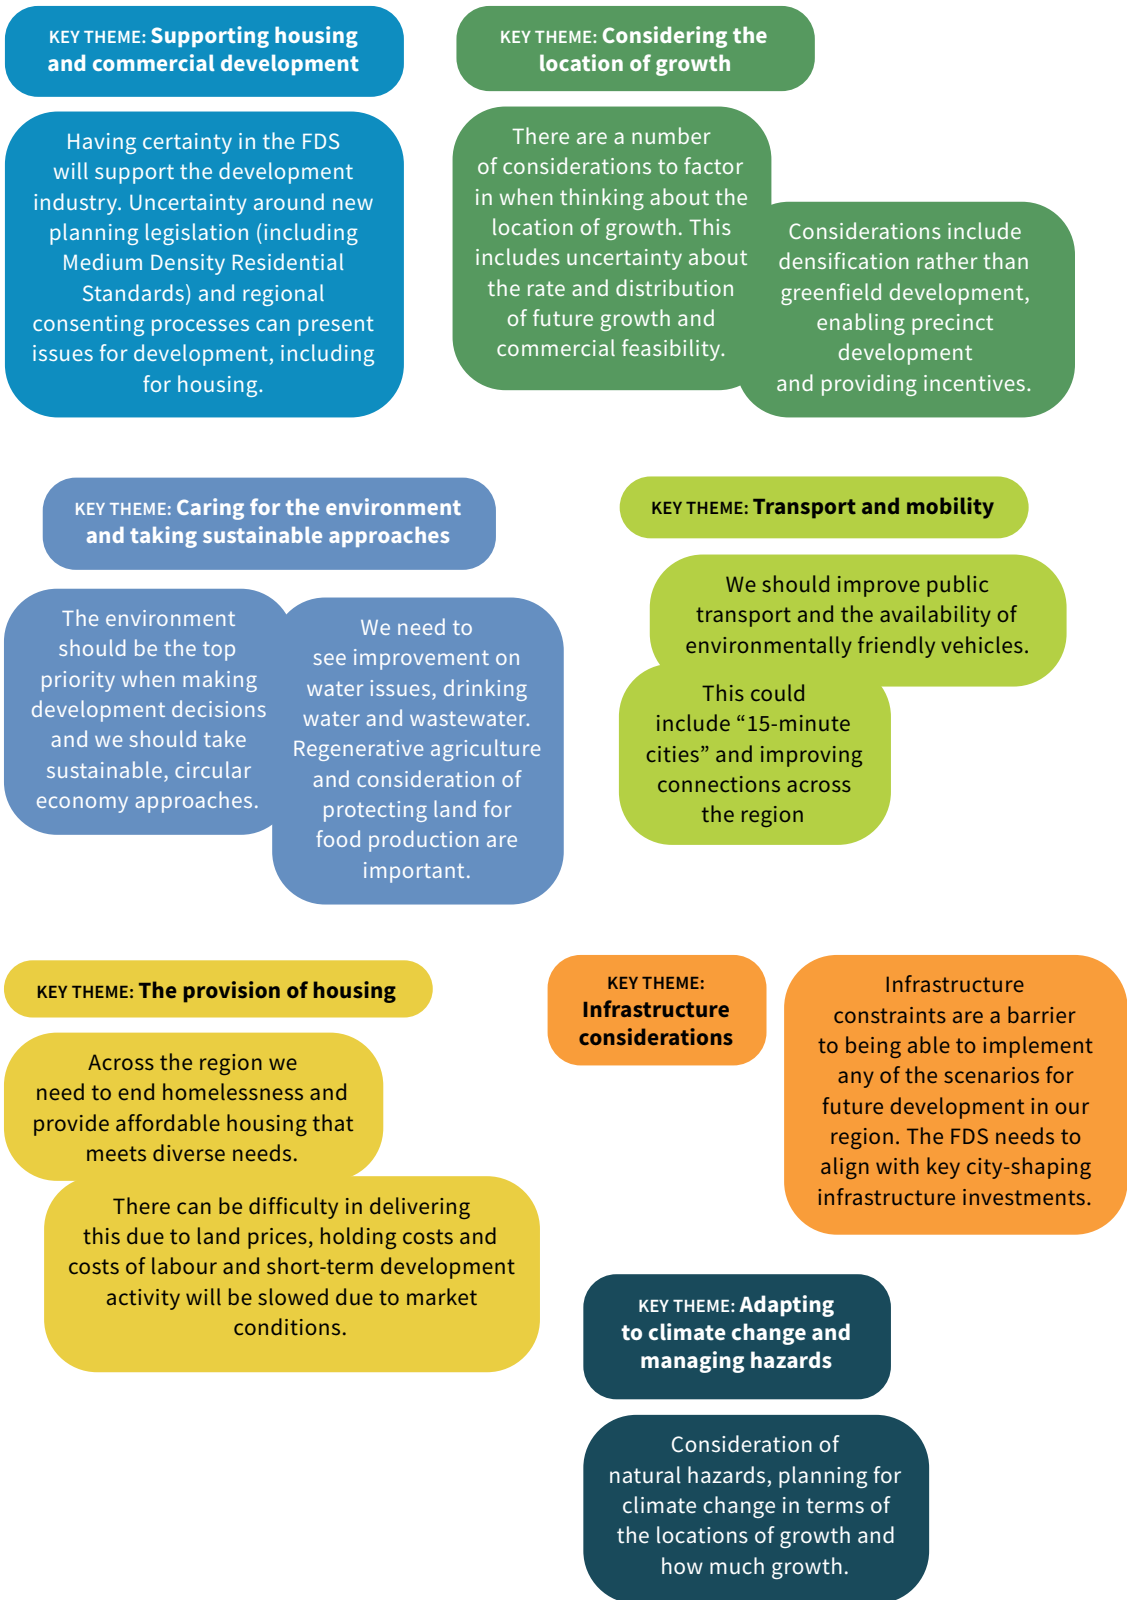 KEY THEME: Supporting housing
and commercial development
Having certainty in the FDS
will support the development
industry. Uncertainty around new
planning legislation (including
Medium Density Residential
Standards) and regional
consenting processes can present
issues for development, including
for housing.
KEY THEME: Considering the
location of growth
There are a number
of considerations to factor
in when thinking about the
location of growth. This
includes uncertainty about
the rate and distribution
of future growth and
commercial feasibility.
Considerations include
densification rather than
greenfield development,
enabling precinct
development
and providing incentives.
KEY THEME: Caring for the environment
and taking sustainable approaches
The environment
should be the top
priority when making
development decisions
and we should take
sustainable, circular
economy approaches.
We need to
see improvement on
water issues, drinking
water and wastewater.
Regenerative agriculture
and consideration of
protecting land for
food production are
important.
KEY THEME: Transport and mobility
We should improve public
transport and the availability of
environmentally friendly vehicles.
This could
include “15-minute
cities” and improving
connections across
the region
KEY THEME: The provision of housing
Across the region we
need to end homelessness and
provide affordable housing that
meets diverse needs.
There can be difficulty in delivering
this due to land prices, holding costs and
costs of labour and short-term development
activity will be slowed due to market
conditions.
KEY THEME:
Infrastructure
considerations
Infrastructure
constraints are a barrier
to being able to implement
any of the scenarios for
future development in our
region. The FDS needs to
align with key city-shaping
infrastructure investments.
KEY THEME: Adapting
to climate change and
managing hazards
Consideration of
natural hazards, planning for
climate change in terms of
the locations of growth and
how much growth.